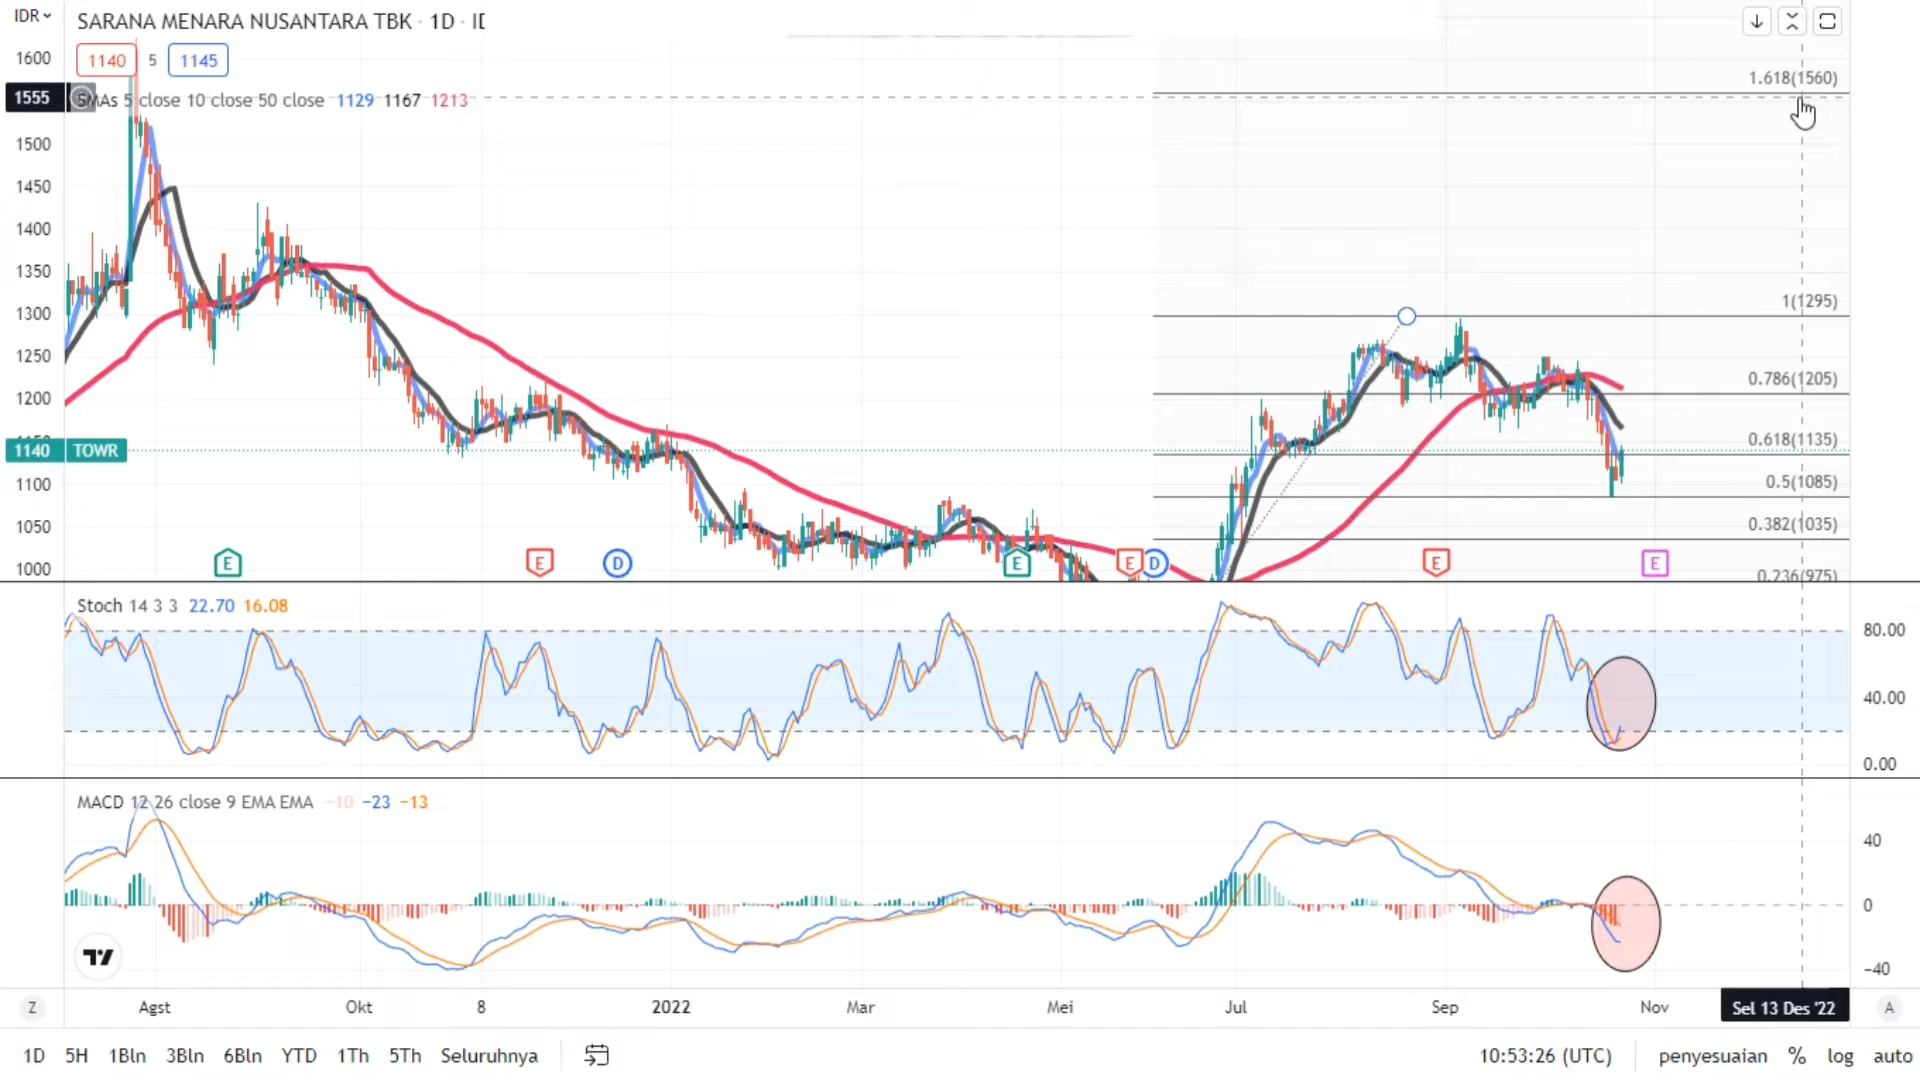 IDR
SARANA MENARA NUSANTARA TBK · 1D · ID
1140 5 1145
SMAs 5 close 10 close 50 close 1129 1167 1213
1600
1555
1500
1450
1400
1350
1300
1250
1200
1140 TOWR
1100
1050
1000
1.618(1560)
1(1295)
0.786(1205)
0.618(1135)
0.5(1085)
0.382(1035)
0.236(975)
E E D E E D E E
Stoch 14 3 3 22.70 16.08
80.00
40.00
0.00
MACD 12 26 close 9 EMA EMA −10 −23 −13
40
0
−40
Z Agst Okt 8 2022 Mar Mei Jul Sep Nov Sel 13 Des '22 A
1D 5H 1Bln 3Bln 6Bln YTD 1Th 5Th Seluruhnya 10:53:26 (UTC) penyesuaian % log auto